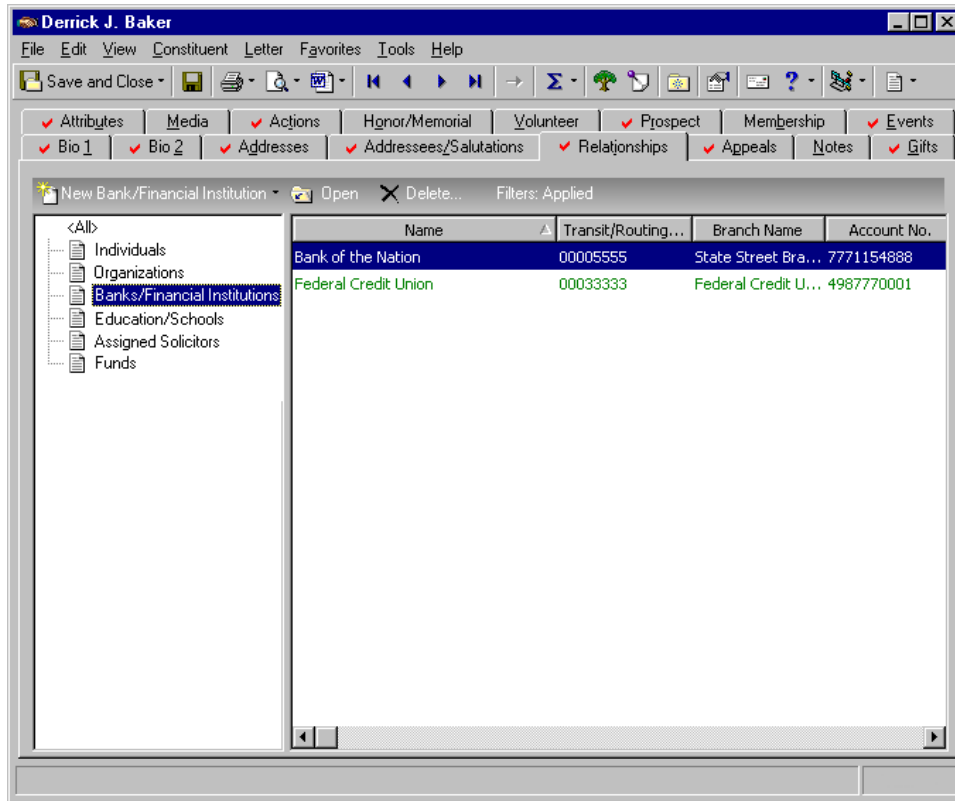 Derrick J. Baker
File Edit View Constituent Letter Favorites Tools Help
Save and Close
Attributes Media Actions Honor/Memorial Volunteer Prospect Membership Events
Bio 1 Bio 2 Addresses Addressees/Salutations Relationships Appeals Notes Gifts
New Bank/Financial Institution Open Delete... Filters: Applied
<All>
Individuals
Organizations
Banks/Financial Institutions
Education/Schools
Assigned Solicitors
Funds
Name Transit/Routing... Branch Name Account No.
Bank of the Nation 00005555 State Street Bra... 7771154888
Federal Credit Union 00033333 Federal Credit U... 4987770001